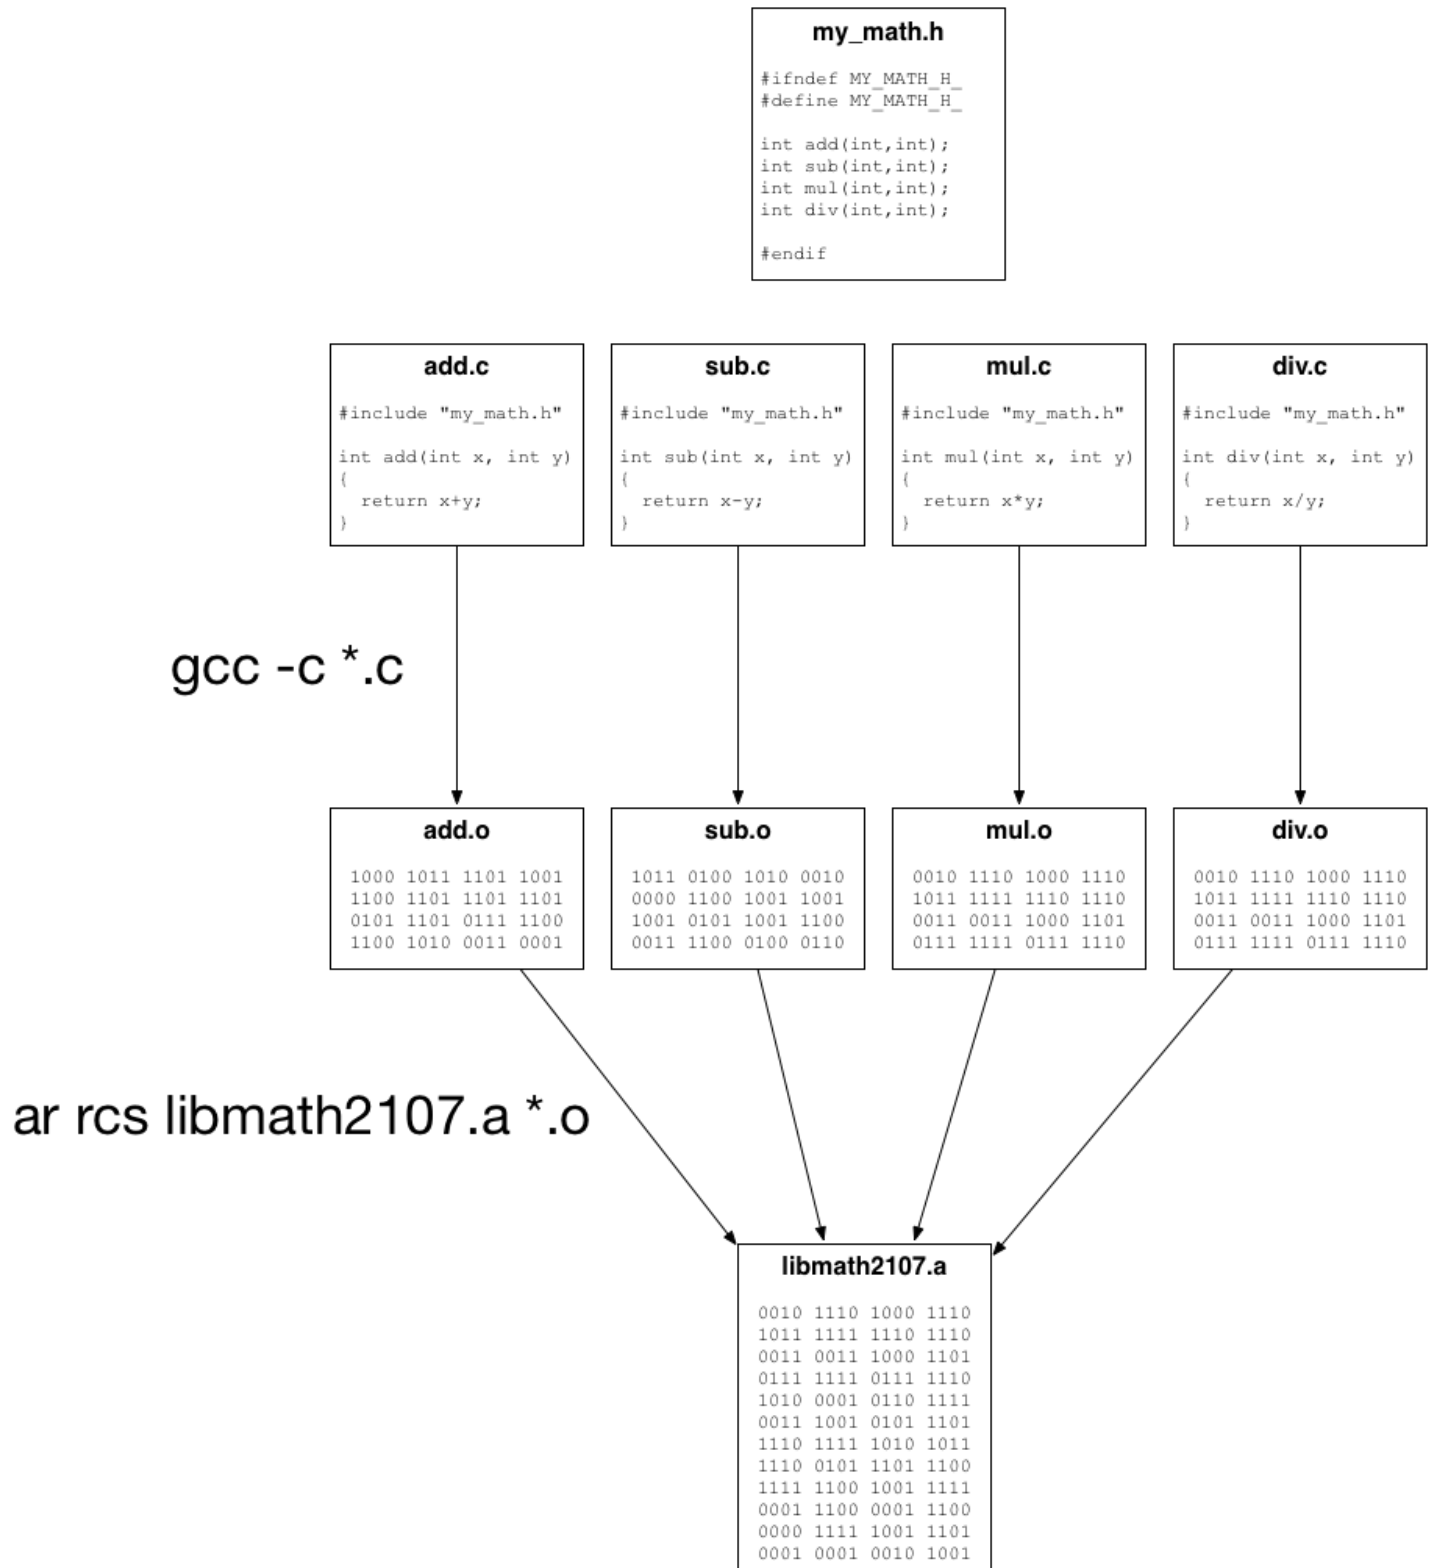 my_math.h
#ifndef MY_MATH_H_
#define MY_MATH_H_
int add(int,int);
int sub(int,int);
int mul(int,int);
int div(int,int);
#endif
add.c
#include "my_math.h"
int add(int x, int y)
{
return x+y;
}
sub.c
#include "my_math.h"
int sub(int x, int y)
{
return x-y;
}
mul.c
#include "my_math.h"
int mul(int x, int y)
{
return x*y;
}
div.c
#include "my_math.h"
int div(int x, int y)
{
return x/y;
}
gcc -c *.c
add.o
1000 1011 1101 1001
1100 1101 1101 1101
0101 1101 0111 1100
1100 1010 0011 0001
sub.o
1011 0100 1010 0010
0000 1100 1001 1001
1001 0101 1001 1100
0011 1100 0100 0110
mul.o
0010 1110 1000 1110
1011 1111 1110 1110
0011 0011 1000 1101
0111 1111 0111 1110
div.o
0010 1110 1000 1110
1011 1111 1110 1110
0011 0011 1000 1101
0111 1111 0111 1110
ar rcs libmath2107.a *.o
libmath2107.a
0010 1110 1000 1110
1011 1111 1110 1110
0011 0011 1000 1101
0111 1111 0111 1110
1010 0001 0110 1111
0011 1001 0101 1101
1110 1111 1010 1011
1110 0101 1101 1100
1111 1100 1001 1111
0001 1100 0001 1100
0000 1111 1001 1101
0001 0001 0010 1001